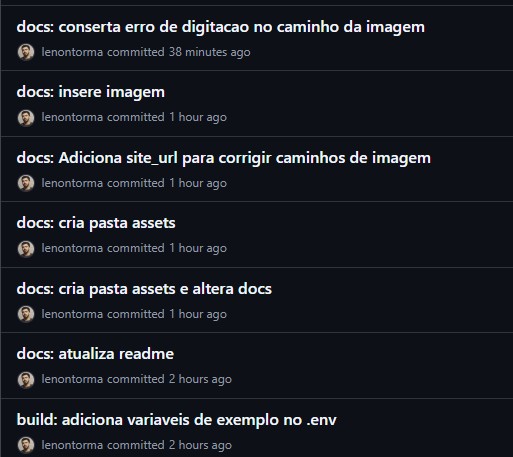 docs: conserta erro de digitacao no caminho da imagem
lenontorma committed 38 minutes ago
docs: insere imagem
lenontorma committed 1 hour ago
docs: Adiciona site_url para corrigir caminhos de imagem
lenontorma committed 1 hour ago
docs: cria pasta assets
lenontorma committed 1 hour ago
docs: cria pasta assets e altera docs
lenontorma committed 1 hour ago
docs: atualiza readme
lenontorma committed 2 hours ago
build: adiciona variaveis de exemplo no .env
lenontorma committed 2 hours ago